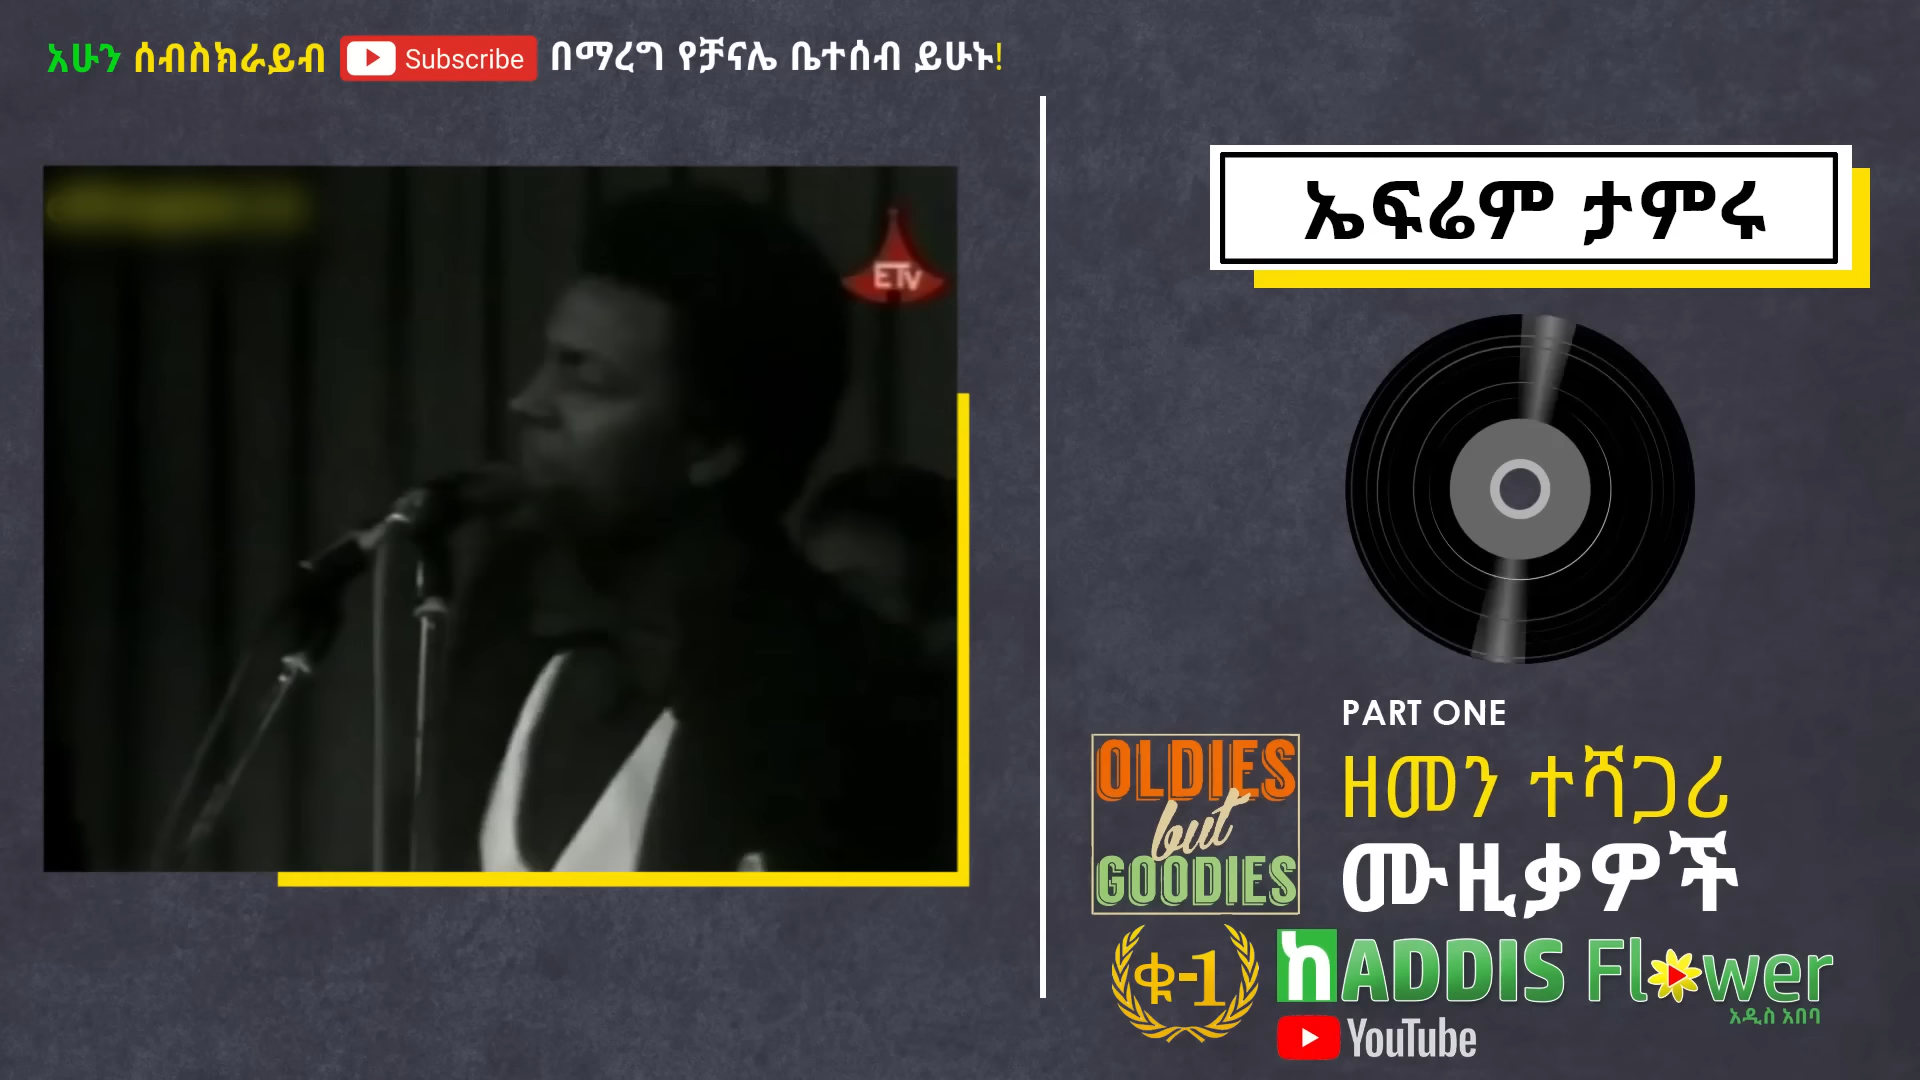 አሁን ሰብስክራይብ Subscribe በማረግ የቻናሌ ቤተሰብ ይሁኑ!
ETV
ኤፍሬም ታምሩ
PART ONE
ዘመን ተሻጋሪ
ሙዚቃዎች
OLDIES
but
GOODIES
ቁ-1
ከADDIS Flower
አዲስ አበባ
YouTube